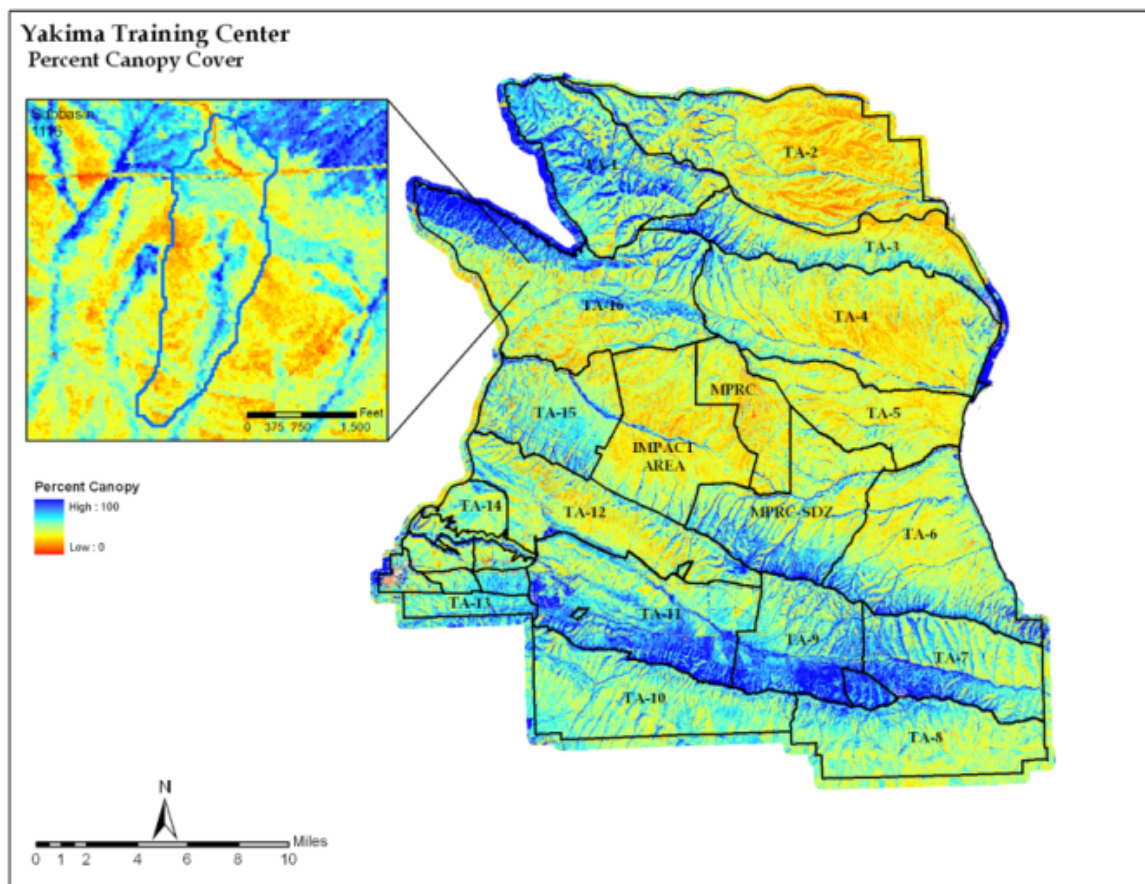 Yakima Training Center
Percent Canopy Cover
Subbasin
1116
Feet
0 375 750 1,500
Percent Canopy
High : 100
Low : 0
TA-1
TA-2
TA-3
TA-16
TA-4
MPRC
TA-15
TA-5
IMPACT
AREA
TA-14
TA-12
MPRC-SDZ
TA-6
TA-13
TA-11
TA-9
TA-7
TA-10
TA-8
N
Miles
0 1 2 4 6 8 10